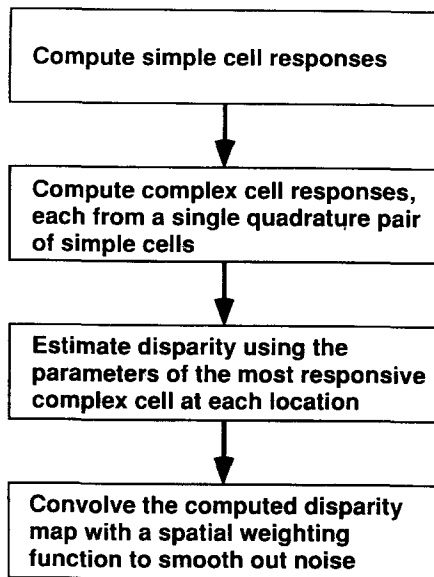 Compute simple cell responses
Compute complex cell responses,
each from a single quadrature pair
of simple cells
Estimate disparity using the
parameters of the most responsive
complex cell at each location
Convolve the computed disparity
map with a spatial weighting
function to smooth out noise